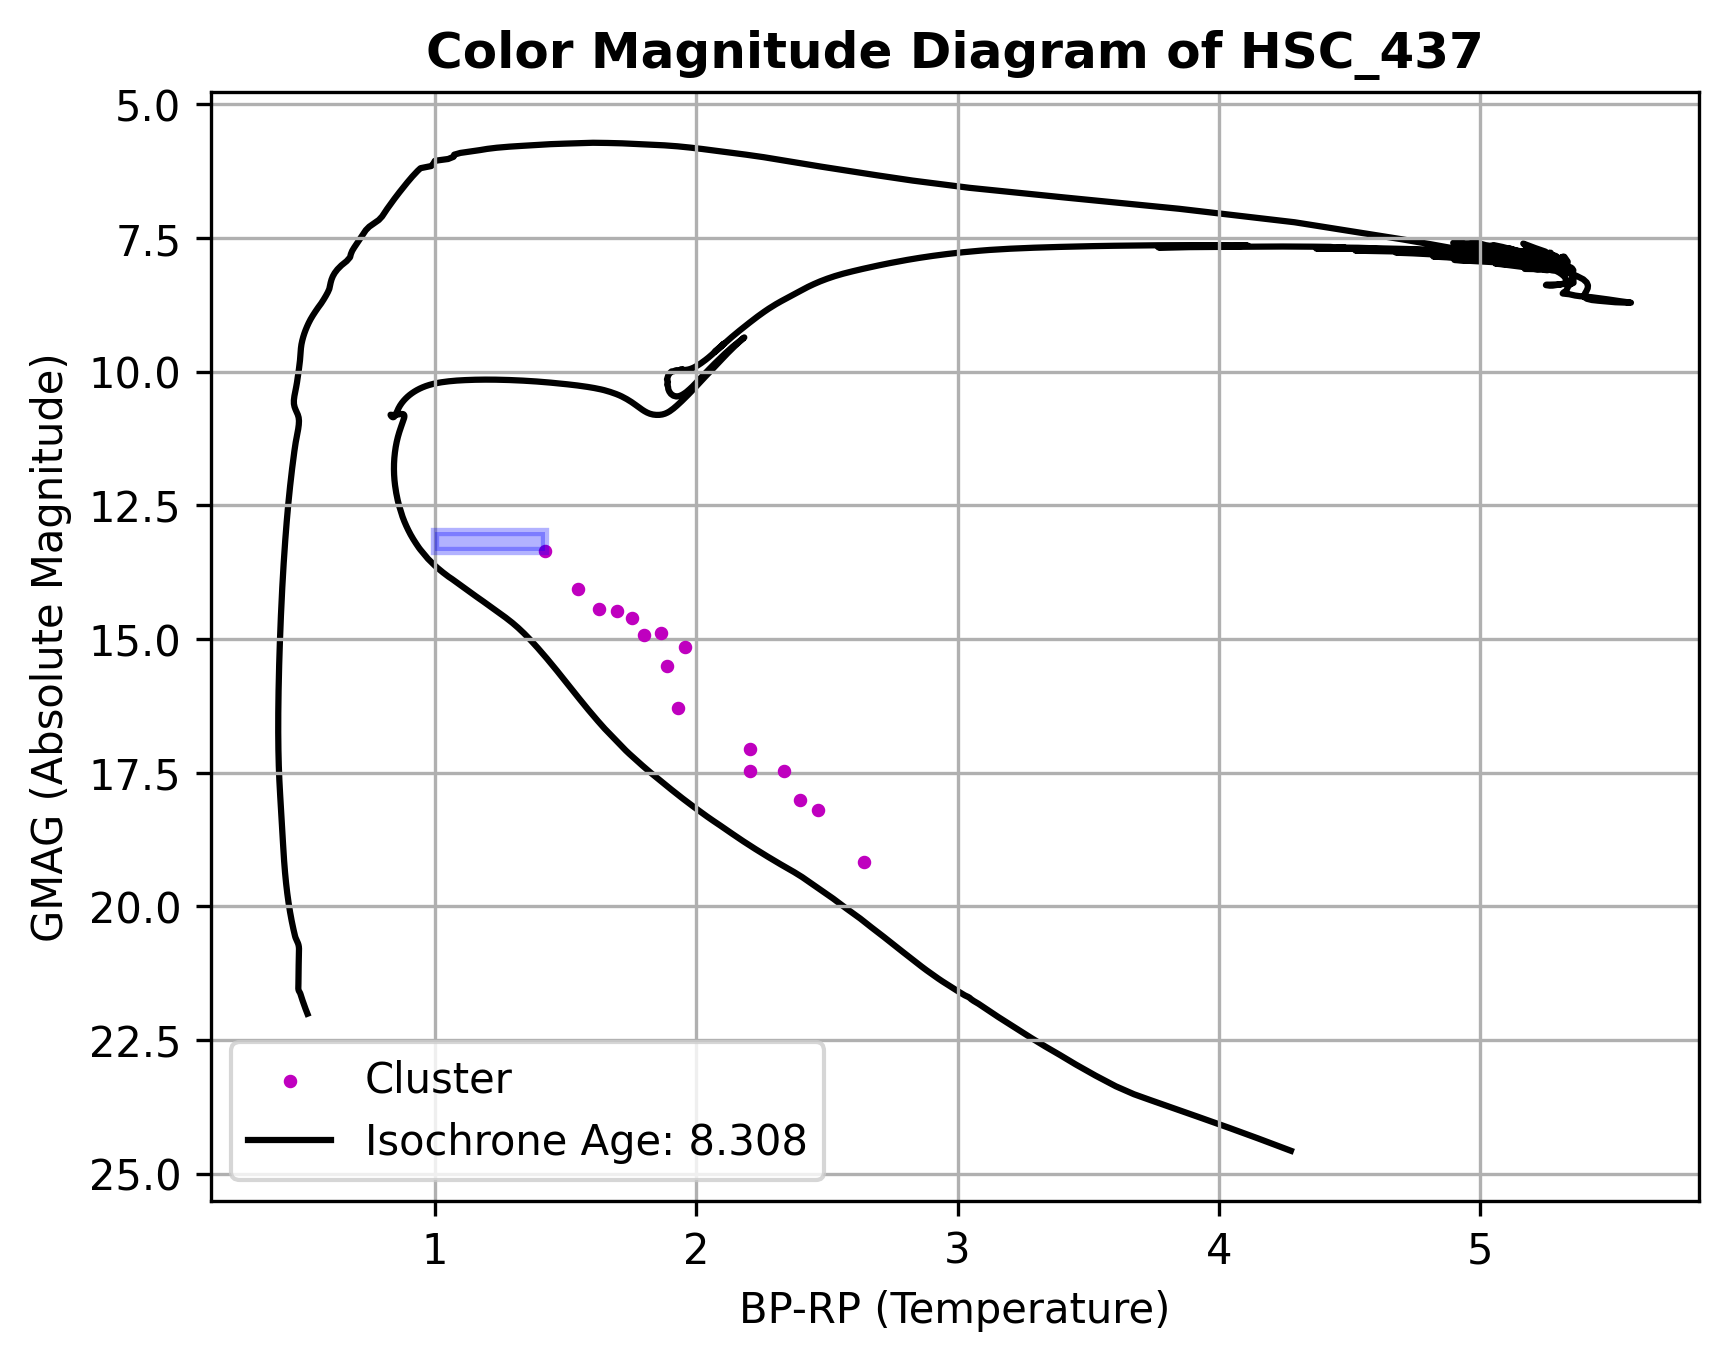 Color Magnitude Diagram of HSC_437
GMAG (Absolute Magnitude)
5.0
7.5
10.0
12.5
15.0
17.5
20.0
22.5
25.0
Cluster
Isochrone Age: 8.308
1 2 3 4 5
BP-RP (Temperature)